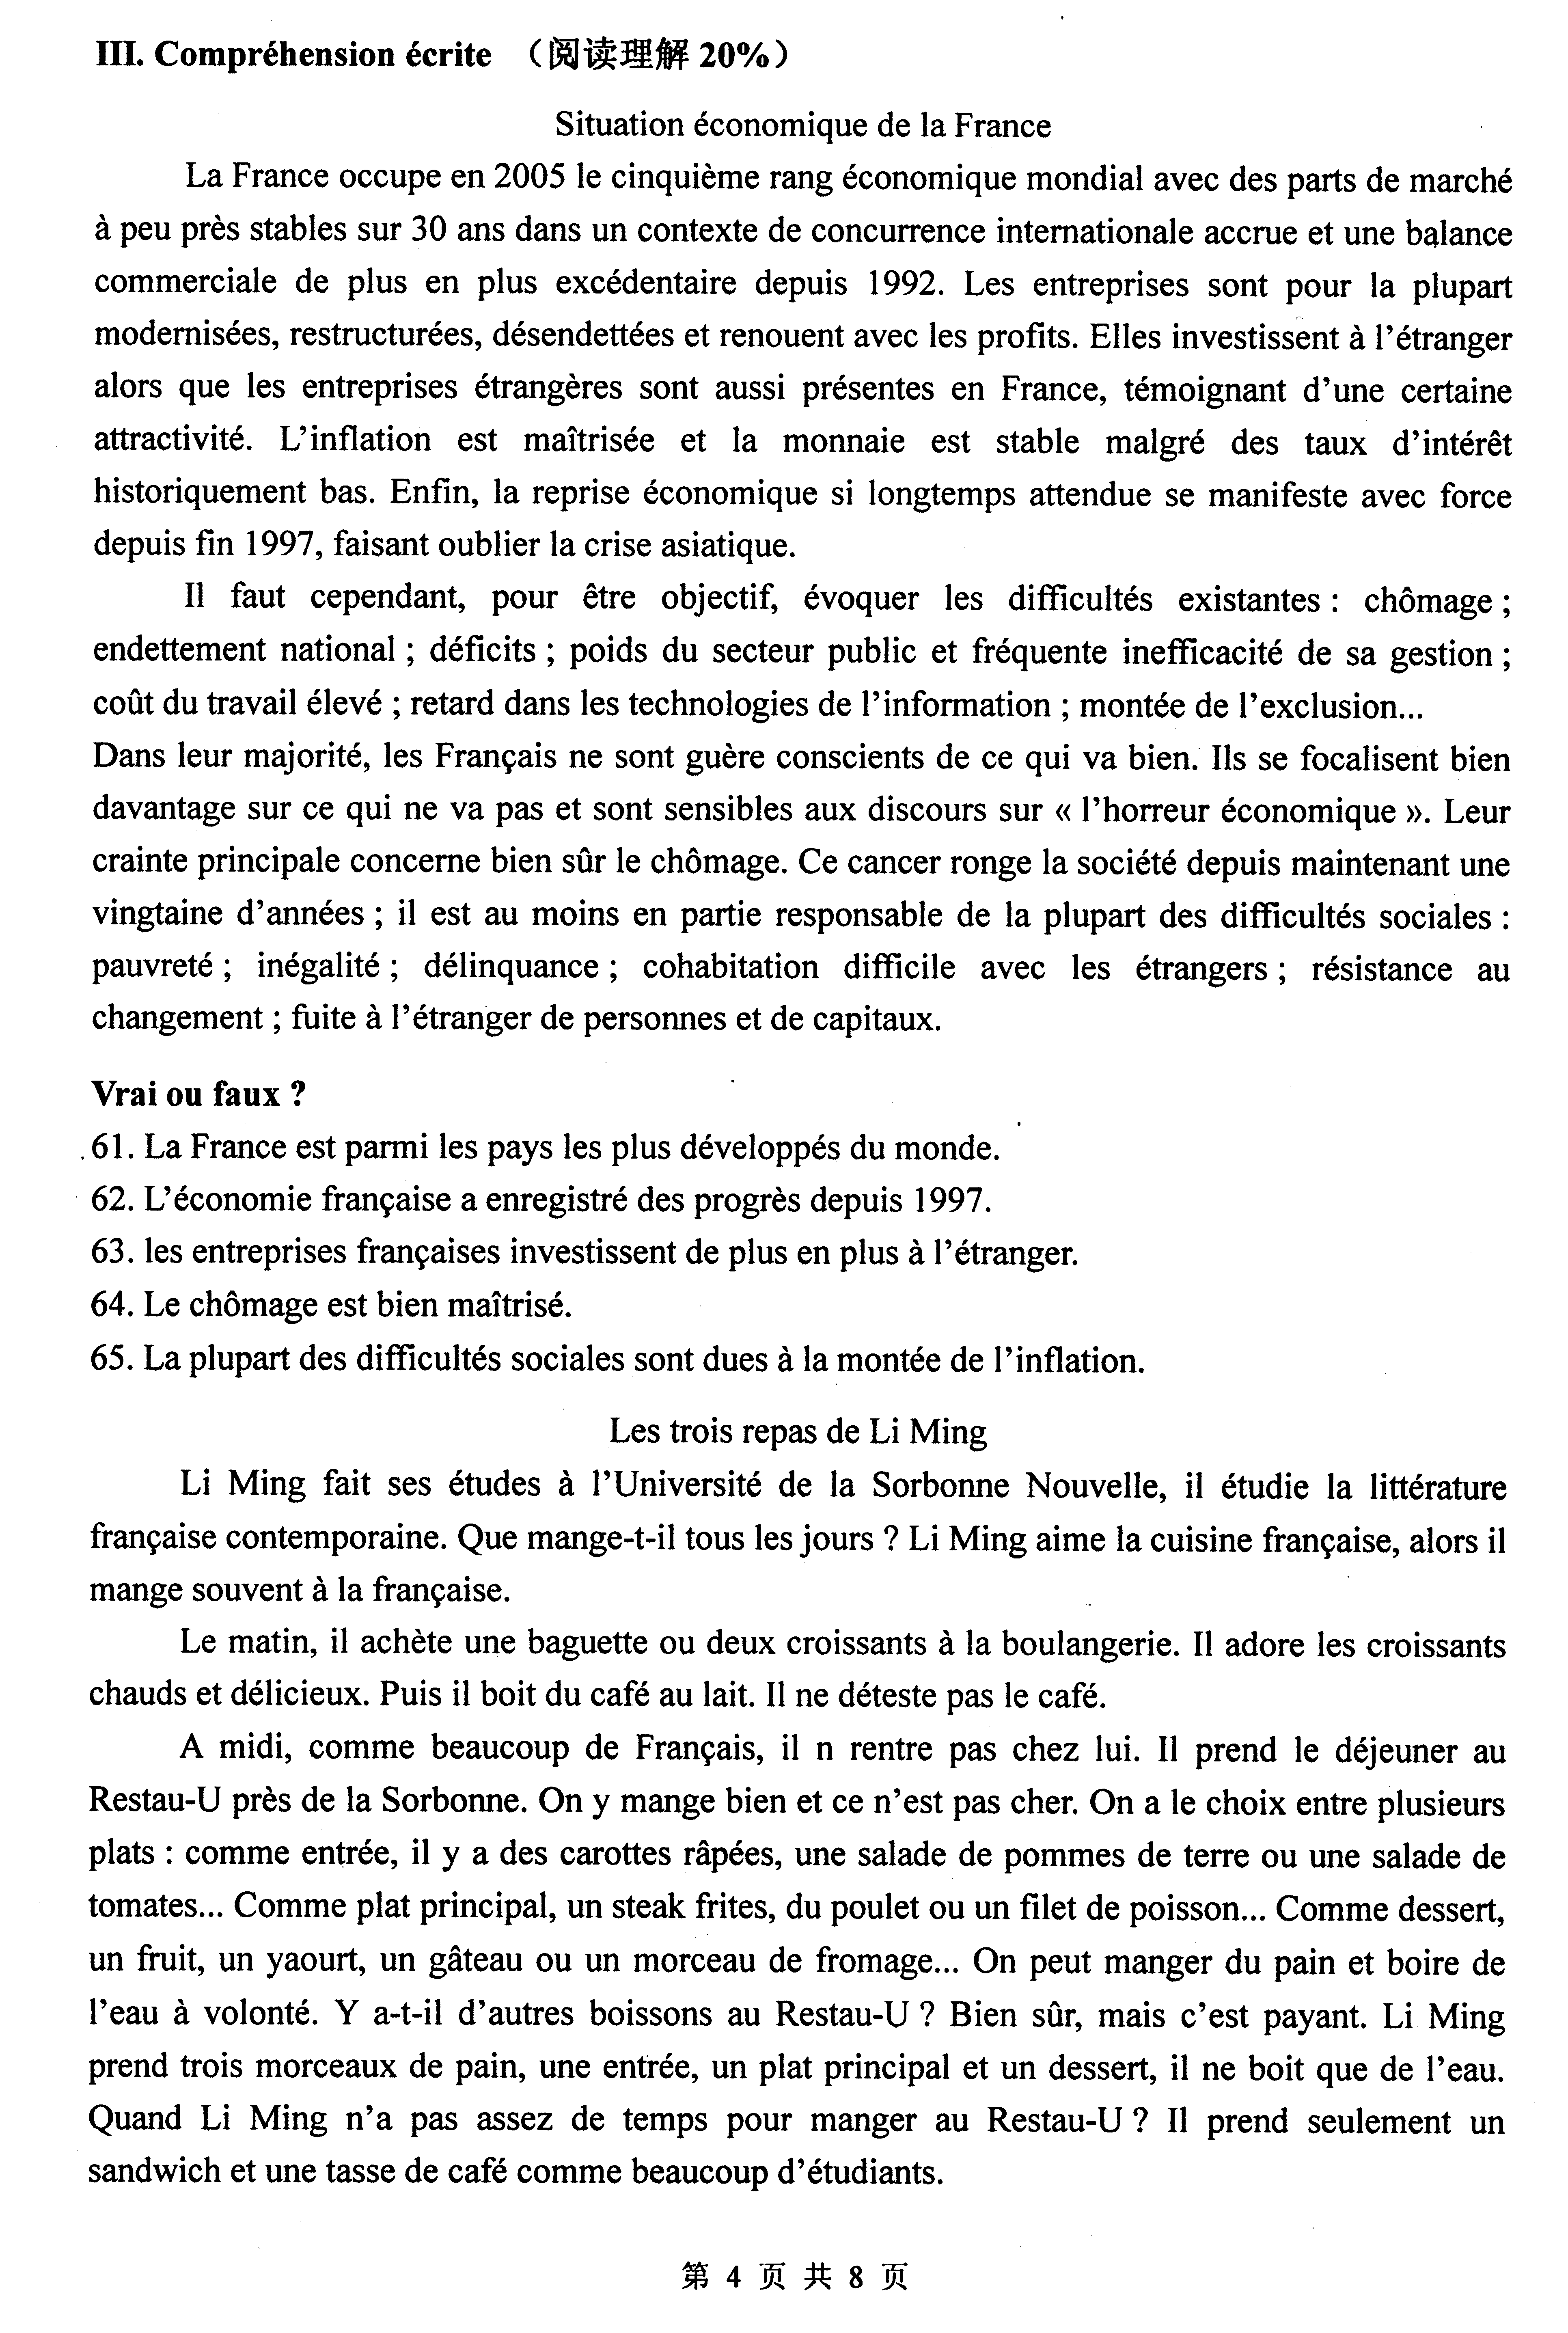 III. Compréhension écrite （阅读理解 20%）
Situation économique de la France
La France occupe en 2005 le cinquième rang économique mondial avec des parts de marché
à peu près stables sur 30 ans dans un contexte de concurrence internationale accrue et une balance
commerciale de plus en plus excédentaire depuis 1992. Les entreprises sont pour la plupart
modernisées, restructurées, désendettées et renouent avec les profits. Elles investissent à l’étranger
alors que les entreprises étrangères sont aussi présentes en France, témoignant d’une certaine
attractivité. L’inflation est maîtrisée et la monnaie est stable malgré des taux d’intérêt
historiquement bas. Enfin, la reprise économique si longtemps attendue se manifeste avec force
depuis fin 1997, faisant oublier la crise asiatique.
Il faut cependant, pour être objectif, évoquer les difficultés existantes : chômage ;
endettement national ; déficits ; poids du secteur public et fréquente inefficacité de sa gestion ;
coût du travail élevé ; retard dans les technologies de l’information ; montée de l’exclusion...
Dans leur majorité, les Français ne sont guère conscients de ce qui va bien. Ils se focalisent bien
davantage sur ce qui ne va pas et sont sensibles aux discours sur « l’horreur économique ». Leur
crainte principale concerne bien sûr le chômage. Ce cancer ronge la société depuis maintenant une
vingtaine d’années ; il est au moins en partie responsable de la plupart des difficultés sociales :
pauvreté ; inégalité ; délinquance ; cohabitation difficile avec les étrangers ; résistance au
changement ; fuite à l’étranger de personnes et de capitaux.
Vrai ou faux ?
61. La France est parmi les pays les plus développés du monde.
62. L’économie française a enregistré des progrès depuis 1997.
63. les entreprises françaises investissent de plus en plus à l’étranger.
64. Le chômage est bien maîtrisé.
65. La plupart des difficultés sociales sont dues à la montée de l’inflation.
Les trois repas de Li Ming
Li Ming fait ses études à l’Université de la Sorbonne Nouvelle, il étudie la littérature
française contemporaine. Que mange-t-il tous les jours ? Li Ming aime la cuisine française, alors il
mange souvent à la française.
Le matin, il achète une baguette ou deux croissants à la boulangerie. Il adore les croissants
chauds et délicieux. Puis il boit du café au lait. Il ne déteste pas le café.
A midi, comme beaucoup de Français, il n rentre pas chez lui. Il prend le déjeuner au
Restau-U près de la Sorbonne. On y mange bien et ce n’est pas cher. On a le choix entre plusieurs
plats : comme entrée, il y a des carottes râpées, une salade de pommes de terre ou une salade de
tomates... Comme plat principal, un steak frites, du poulet ou un filet de poisson... Comme dessert,
un fruit, un yaourt, un gâteau ou un morceau de fromage... On peut manger du pain et boire de
l’eau à volonté. Y a-t-il d’autres boissons au Restau-U ? Bien sûr, mais c’est payant. Li Ming
prend trois morceaux de pain, une entrée, un plat principal et un dessert, il ne boit que de l’eau.
Quand Li Ming n’a pas assez de temps pour manger au Restau-U ? Il prend seulement un
sandwich et une tasse de café comme beaucoup d’étudiants.
第 4 页 共 8 页